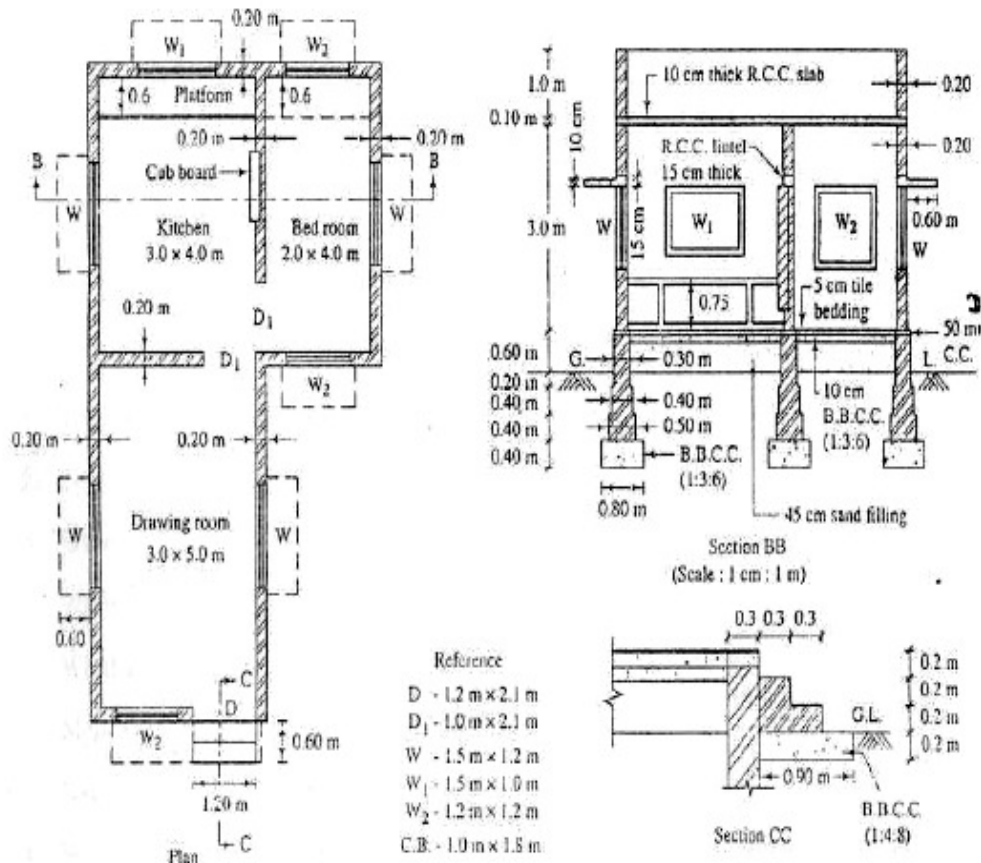 0.20 m
W1
W2
0.6
Platform
0.6
0.20 m
0.20 m
B
B
Cub board
W
W
Kitchen
3.0 × 4.0 m
Bed room
2.0 × 4.0 m
0.20 m
D1
D1
W2
0.20 m
0.20 m
W
W
Drawing room
3.0 × 5.0 m
0.60
C
D
W2
0.60 m
1.20 m
C
Plan
1.0 m
10 cm thick R.C.C. slab
0.20
0.10 m
10 cm
R.C.C. lintel
15 cm thick
0.20
3.0 m
W
15 cm
W1
W2
0.60 m
W
0.75
5 cm tile
bedding
50 mm
C.C.
0.60 m
G.
0.30 m
L.
0.20 m
0.40 m
0.40 m
10 cm
B.B.C.C.
(1:3:6)
0.40 m
0.50 m
0.40 m
B.B.C.C.
(1:3:6)
0.80 m
45 cm sand filling
Section BB
(Scale : 1 cm : 1 m)
0.3 0.3 0.3
0.2 m
0.2 m
G.L.
0.2 m
0.2 m
0.90 m
B.B.C.C.
(1:4:8)
Section CC
Reference
D - 1.2 m × 2.1 m
D1 - 1.0 m × 2.1 m
W - 1.5 m × 1.2 m
W1 - 1.5 m × 1.0 m
W2 - 1.2 m × 1.2 m
C.B. - 1.0 m × 1.8 m